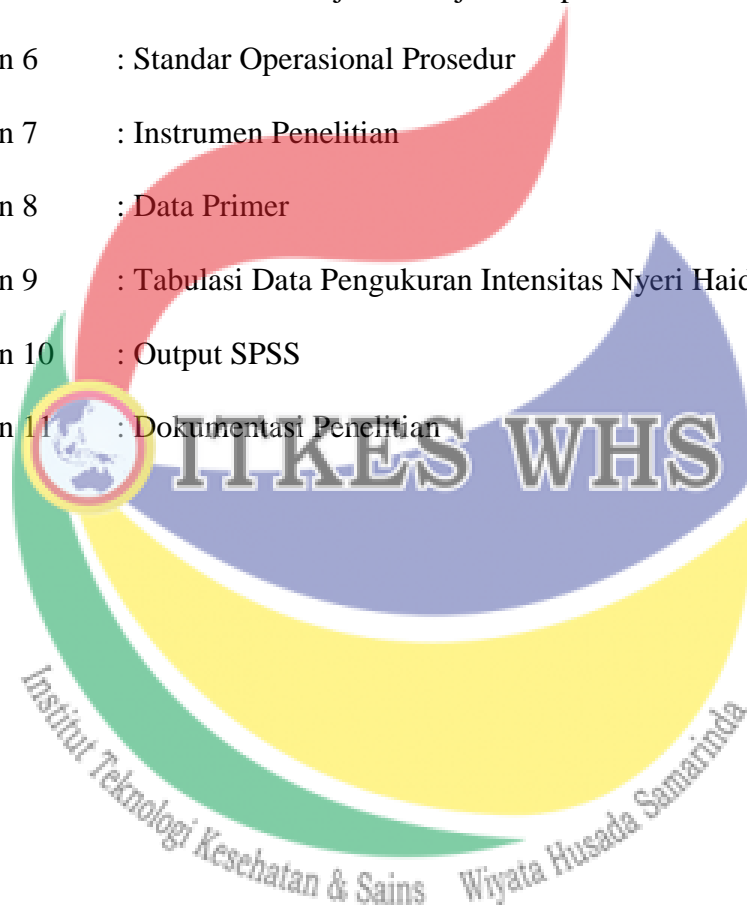 n 6 : Standar Operasional Prosedur
n 7 : Instrumen Penelitian
n 8 : Data Primer
n 9 : Tabulasi Data Pengukuran Intensitas Nyeri Haid
n 10 : Output SPSS
n 11 : Dokumentasi Penelitian
ITKES WHS
Institut Teknologi Kesehatan & Sains Wiyata Husada Samarinda